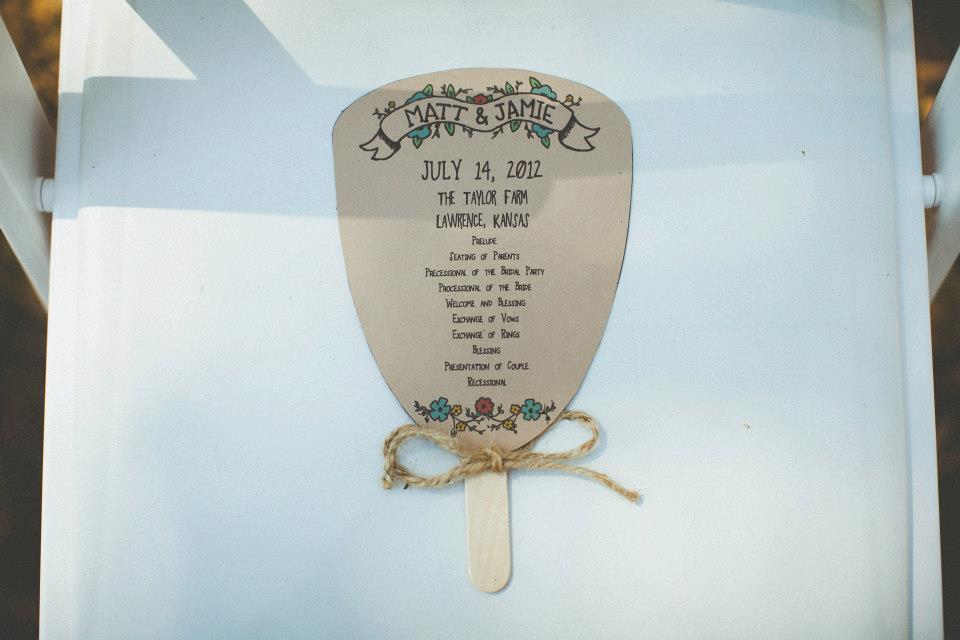 MATT & JAMIE
JULY 14, 2012
THE TAYLOR FARM
LAWRENCE, KANSAS
PRELUDE
SEATING OF PARENTS
PRECESSIONAL OF THE BRIDAL PARTY
PROCESSIONAL OF THE BRIDE
WELCOME AND BLESSING
EXCHANGE OF VOWS
EXCHANGE OF RINGS
BLESSING
PRESENTATION OF COUPLE
RECESSIONAL